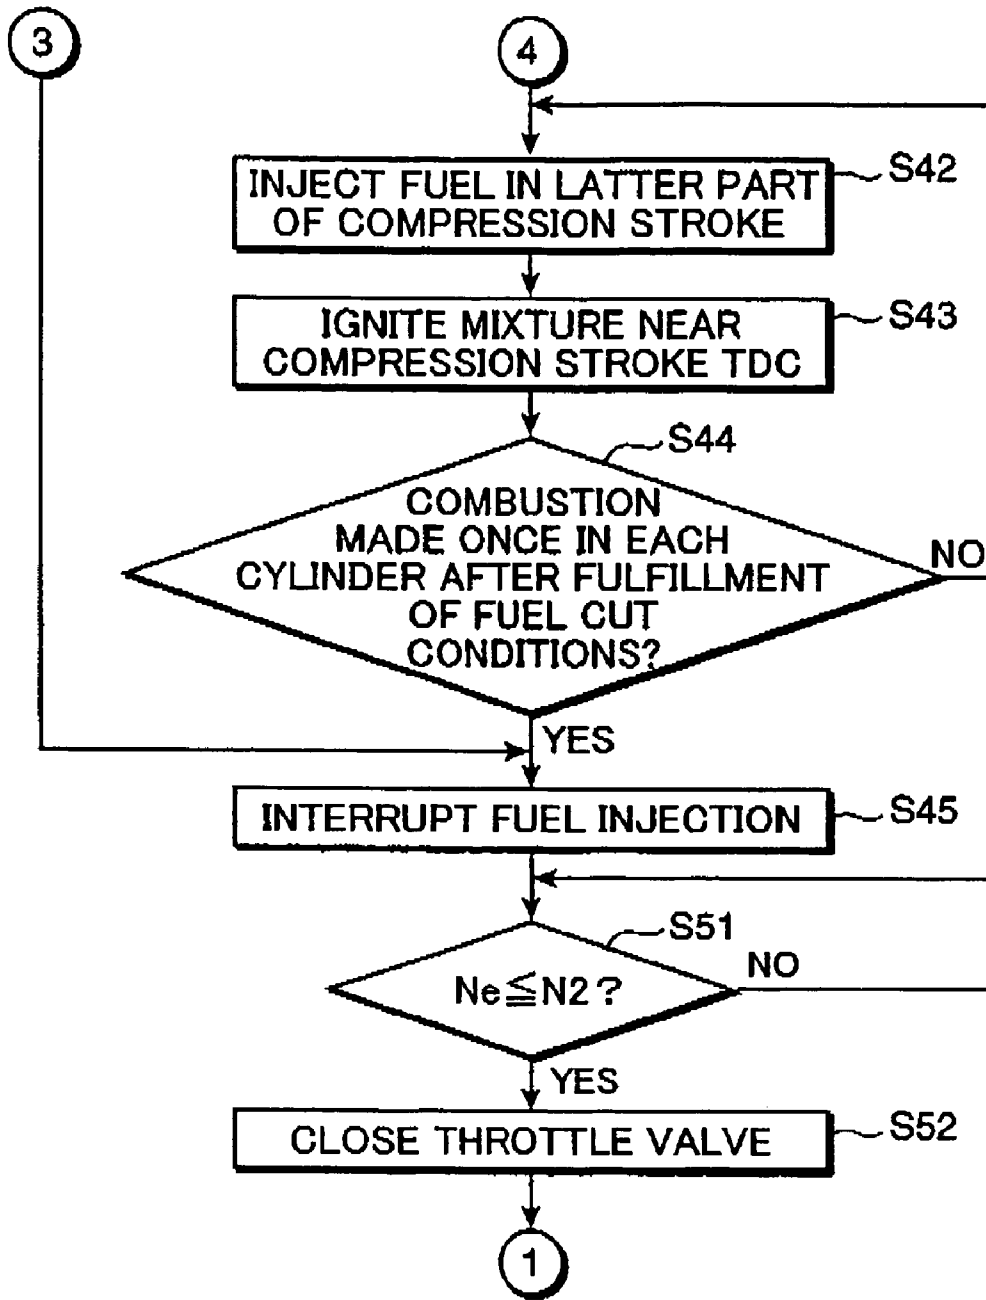 3
4
INJECT FUEL IN LATTER PART
OF COMPRESSION STROKE
S42
IGNITE MIXTURE NEAR
COMPRESSION STROKE TDC
S43
S44
COMBUSTION
MADE ONCE IN EACH
CYLINDER AFTER FULFILLMENT
OF FUEL CUT
CONDITIONS?
NO
YES
INTERRUPT FUEL INJECTION
S45
S51
Ne≦N2?
NO
YES
CLOSE THROTTLE VALVE
S52
1